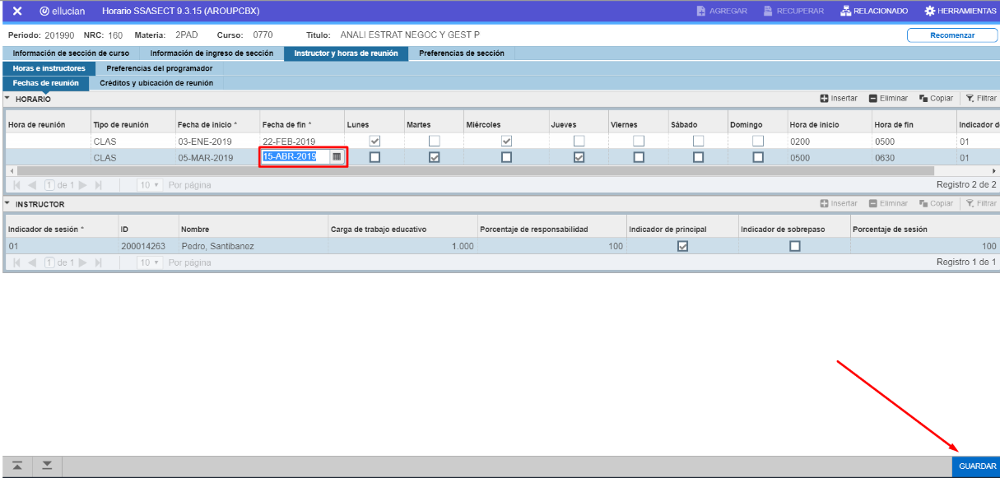 ellucian Horario SSASECT 9.3.15 (AROUPCBX) AGREGAR RECUPERAR RELACIONADO HERRAMIENTAS
Periodo: 201990 NRC: 160 Materia: 2PAD Curso: 0770 Titulo: ANALI ESTRAT NEGOC Y GEST P Recomenzar
Información de sección de curso Información de ingreso de sección Instructor y horas de reunión Preferencias de sección
Horas e instructores Preferencias del programador
Fechas de reunión Créditos y ubicación de reunión
HORARIO Insertar Eliminar Copiar Filtrar
Hora de reunión Tipo de reunión Fecha de inicio * Fecha de fin * Lunes Martes Miércoles Jueves Viernes Sábado Domingo Hora de inicio Hora de fin Indicador d
CLAS 03-ENE-2019 22-FEB-2019 0200 0500 01
CLAS 05-MAR-2019 15-ABR-2019 0500 0630 01
1 de 1 10 Por página Registro 2 de 2
INSTRUCTOR Insertar Eliminar Copiar Filtrar
Indicador de sesión * ID Nombre Carga de trabajo educativo Porcentaje de responsabilidad Indicador de principal Indicador de sobrepaso Porcentaje de sesión
01 200014263 Pedro, Santibanez 1.000 100 100
1 de 1 10 Por página Registro 1 de 1
GUARDAR